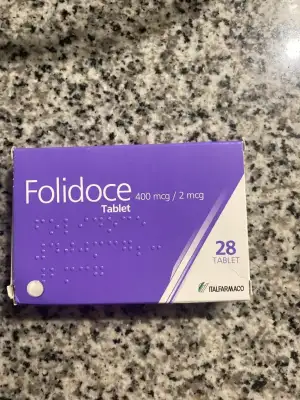 Folidoce 400 mcg / 2 mcg
Tablet
28
TABLET
ITALFARMACO